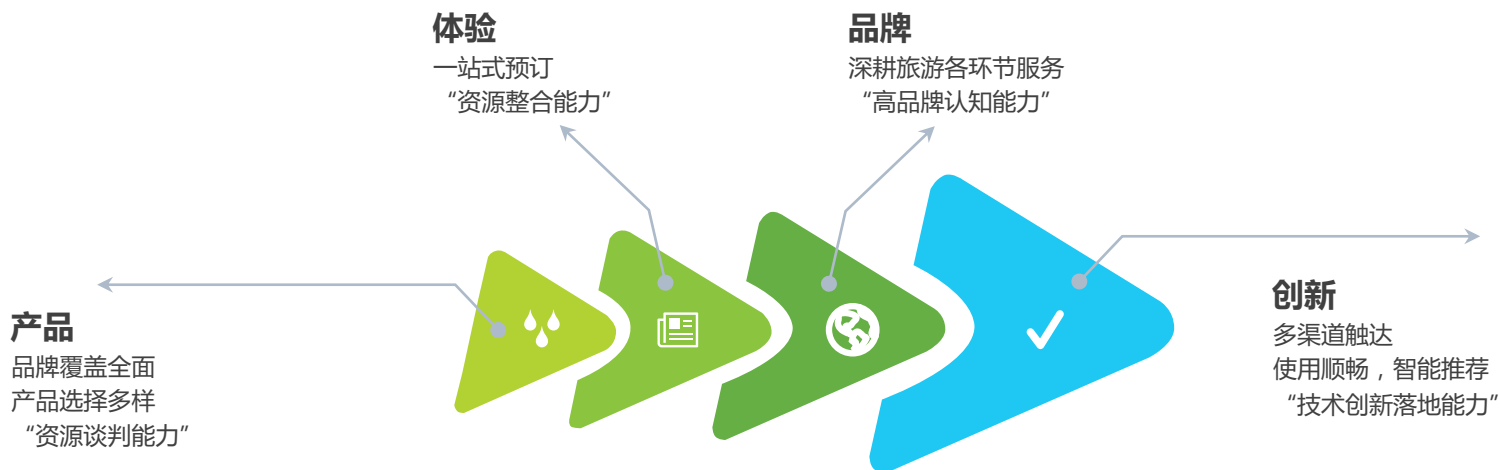 体验
一站式预订
“资源整合能力”
品牌
深耕旅游各环节服务
“高品牌认知能力”
产品
品牌覆盖全面
产品选择多样
“资源谈判能力”
创新
多渠道触达
使用顺畅，智能推荐
“技术创新落地能力”